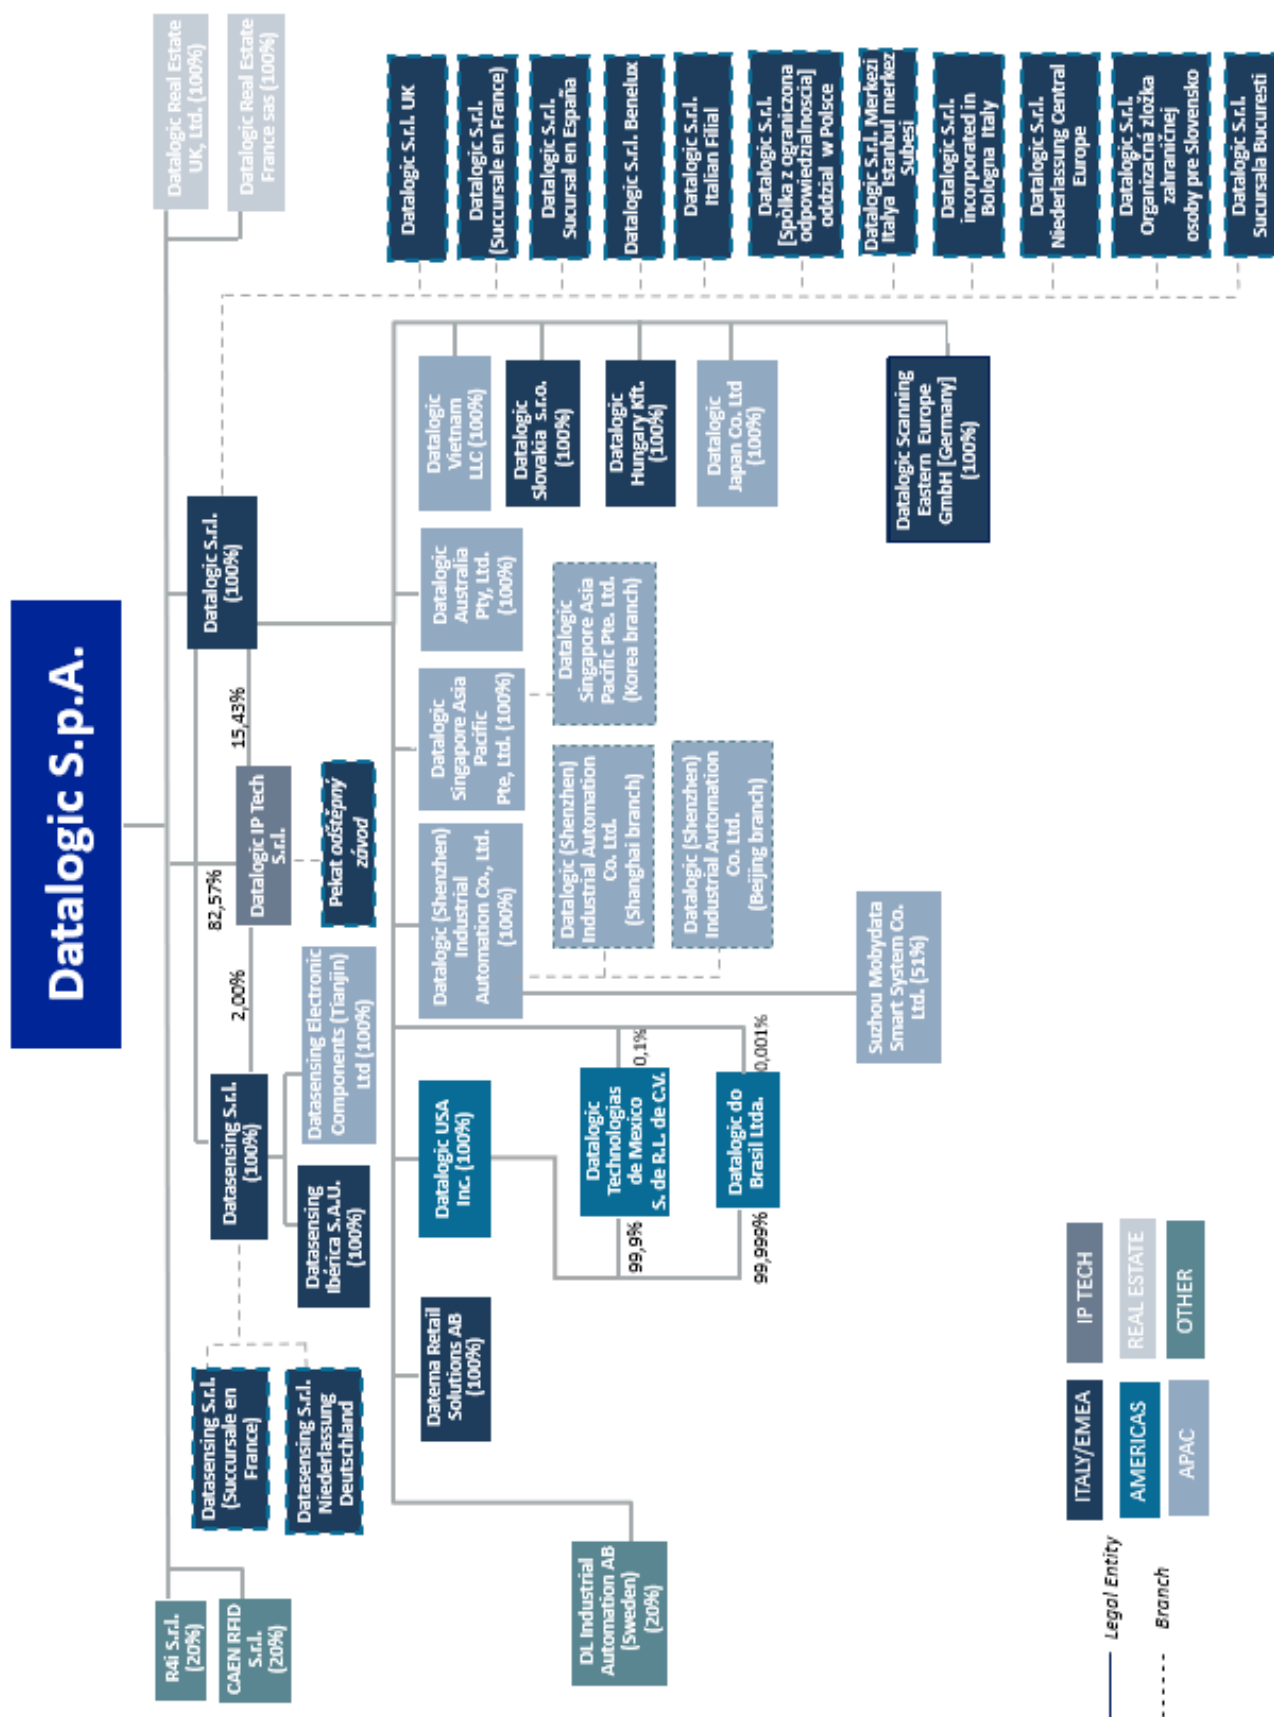 Datalogic S.p.A.
R4i S.r.l.
(20%)
CAEN RFID
S.r.l.
(20%)
Datalogic Real Estate
UK, Ltd. (100%)
Datalogic Real Estate
France sas (100%)
Datasensing S.r.l.
(100%)
2,00%
82,57%
Datalogic IP Tech
S.r.l.
15,43%
Datalogic S.r.l.
(100%)
Datasensing S.r.l.
(Succursale en
France)
Datasensing S.r.l.
Niederlassung
Deutschland
Datasensing
Ibérica S.A.U.
(100%)
Datasensing Electronic
Components (Tianjin)
Ltd (100%)
Pekat odštěpný
závod
DL Industrial
Automation AB
(Sweden)
(20%)
Datema Retail
Solutions AB
(100%)
Datalogic USA
Inc. (100%)
Datalogic (Shenzhen)
Industrial
Automation Co., Ltd.
(100%)
Datalogic
Singapore Asia
Pacific
Pte, Ltd. (100%)
Datalogic
Australia
Pty, Ltd.
(100%)
Datalogic
Vietnam
LLC (100%)
Datalogic
Slovakia s.r.o.
(100%)
Datalogic
Hungary Kft.
(100%)
Datalogic
Japan Co. Ltd
(100%)
Datalogic Scanning
Eastern Europe
GmbH [Germany]
(100%)
99,9%
Datalogic
Technologias
de Mexico
S. de R.L. de C.V.
0,1%
99,999%
Datalogic do
Brasil Ltda.
0,001%
Datalogic (Shenzhen)
Industrial Automation
Co. Ltd.
(Shanghai branch)
Datalogic (Shenzhen)
Industrial Automation
Co. Ltd.
(Beijing branch)
Datalogic
Singapore Asia
Pacific Pte. Ltd.
(Korea branch)
Suzhou Mobydata
Smart System Co.
Ltd. (51%)
Datalogic S.r.l. UK
Datalogic S.r.l.
(Succursale en France)
Datalogic S.r.l.
Sucursal en España"
Datalogic S.r.l. Benelux
Datalogic S.r.l.
Italian Filial
Datalogic S.r.l.
[Spòlka z ograniczona
odpowiedzialnoscia]
oddzial w Polsce
Datalogic S.r.l. Merkezi
Italya Istanbul merkez
Subesi
Datalogic S.r.l.
incorporated in
Bologna Italy
Datalogic S.r.l.
Niederlassung Central
Europe
Datalogic S.r.l.
Organizačná zložka
zahraničnej
osoby pre Slovensko
Datalogic S.r.l.
Sucursala Bucuresti
Legal Entity
Branch
ITALY/EMEA
IP TECH
AMERICAS
REAL ESTATE
APAC
OTHER